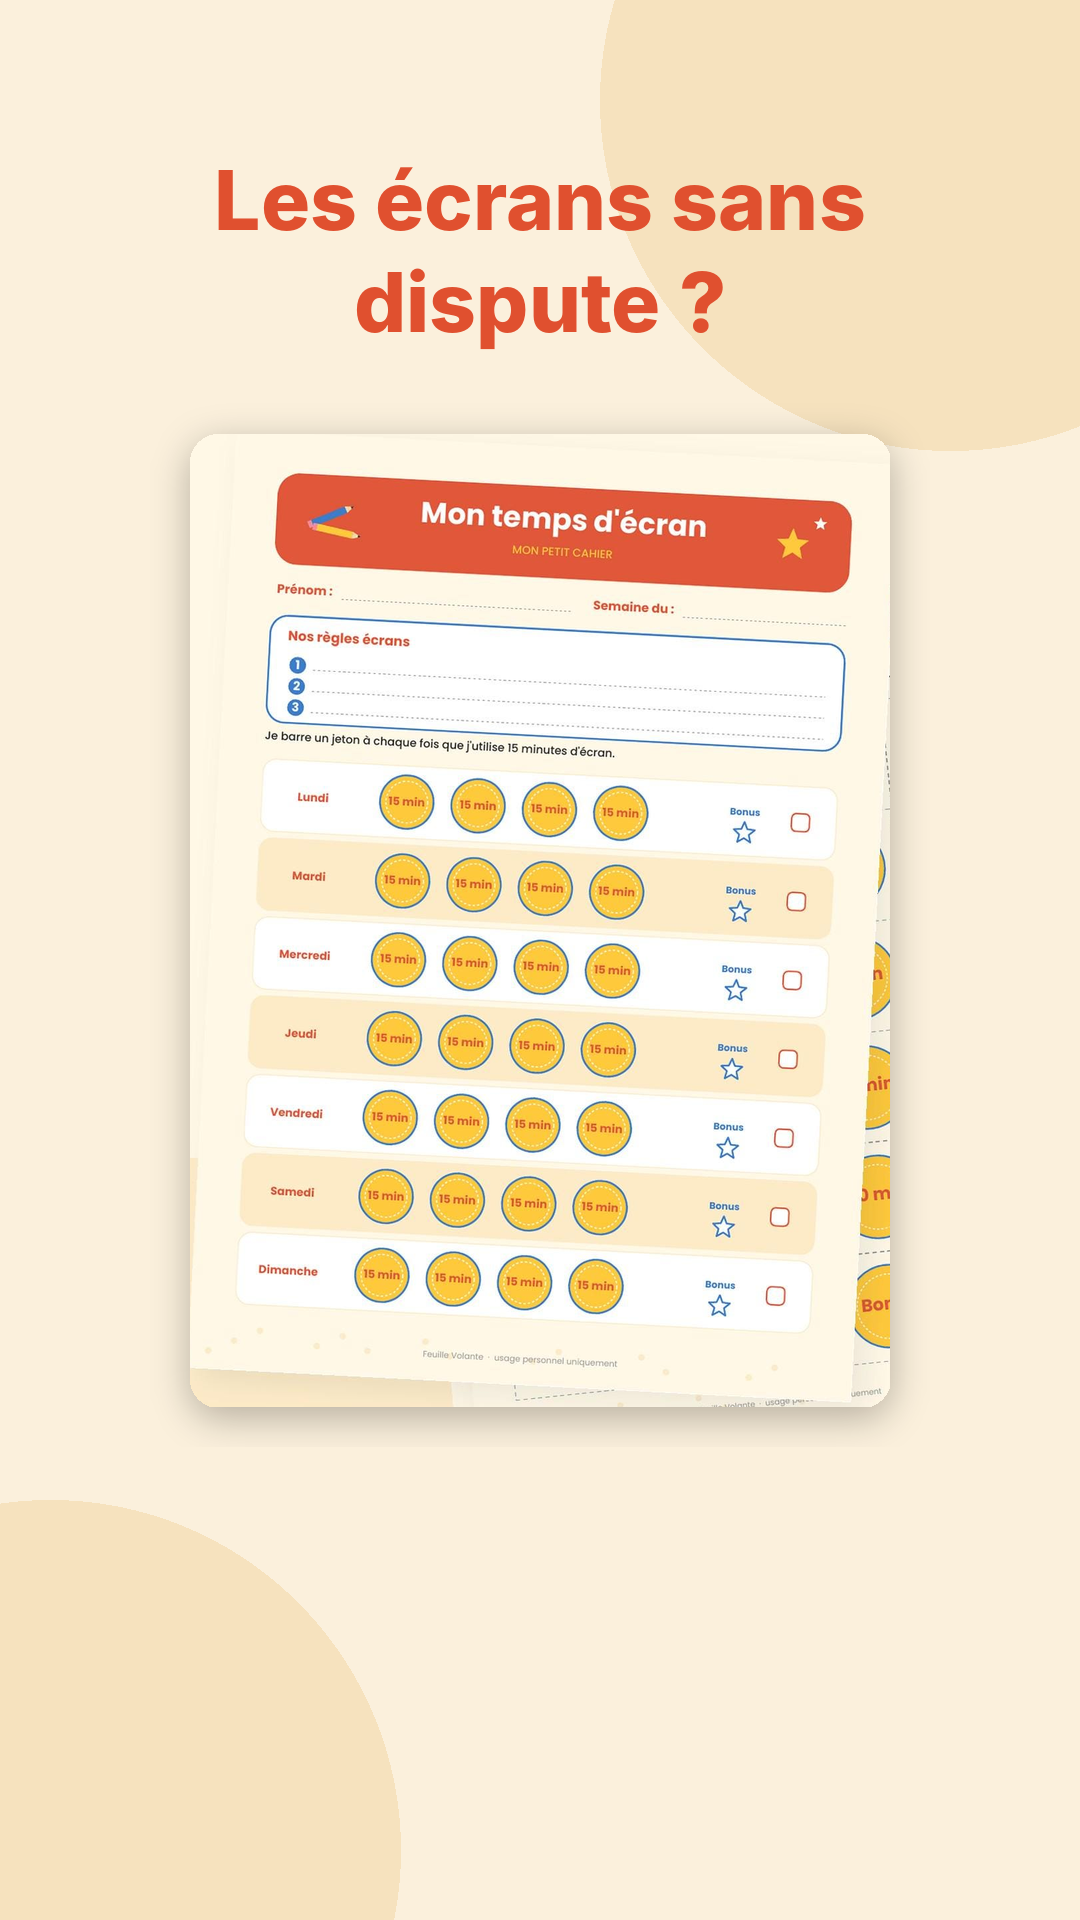 Les écrans sans
dispute ?
Mon temps d'écran
MON PETIT CAHIER
Prénom :
Semaine du :
Nos règles écrans
1
2
3
Je barre un jeton à chaque fois que j'utilise 15 minutes d'écran.
Lundi 15 min 15 min 15 min 15 min Bonus
Mardi 15 min 15 min 15 min 15 min Bonus
Mercredi 15 min 15 min 15 min 15 min Bonus
Jeudi 15 min 15 min 15 min 15 min Bonus
Vendredi 15 min 15 min 15 min 15 min Bonus
Samedi 15 min 15 min 15 min 15 min Bonus
Dimanche 15 min 15 min 15 min 15 min Bonus
Feuille Volante · usage personnel uniquement